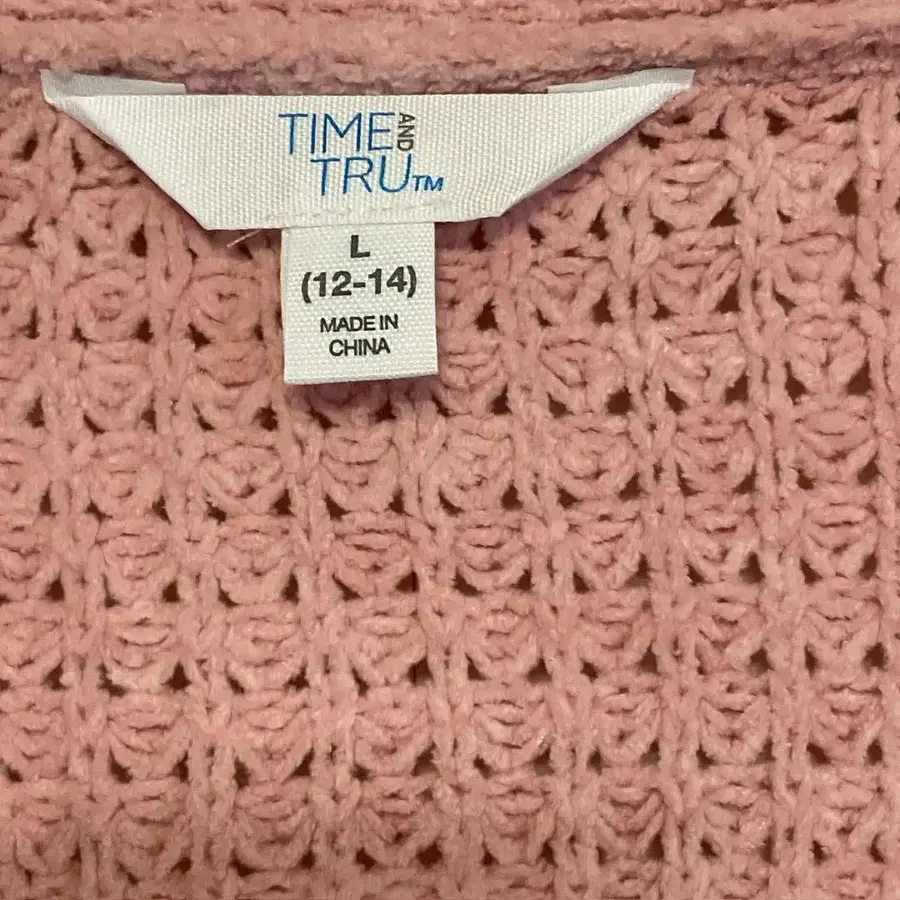 TIME AND
TRU™
L
(12-14)
MADE IN
CHINA